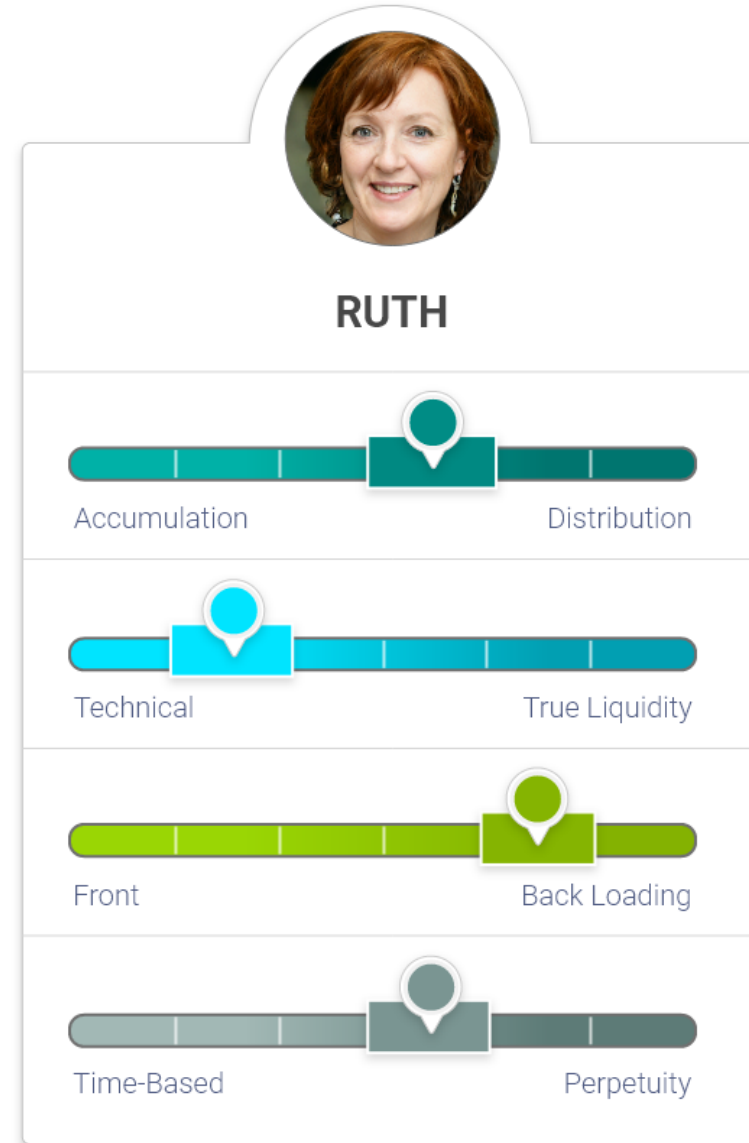 RUTH
Accumulation Distribution
Technical True Liquidity
Front Back Loading
Time-Based Perpetuity